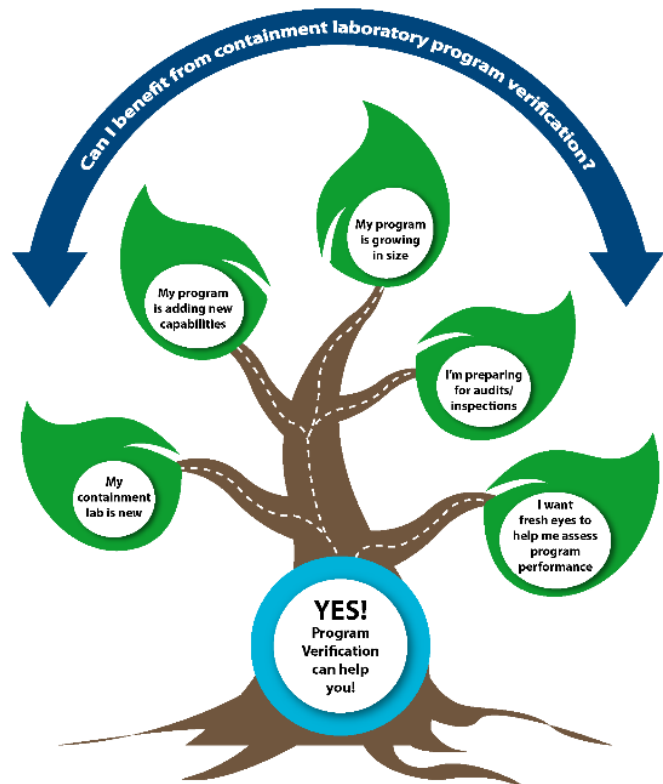 Can I benefit from containment laboratory program verification?
My program
is growing
in size
My program
is adding new
capabilities
I'm preparing
for audits/
inspections
My
containment
lab is new
I want
fresh eyes to
help me assess
program
performance
YES!
Program
Verification
can help
you!